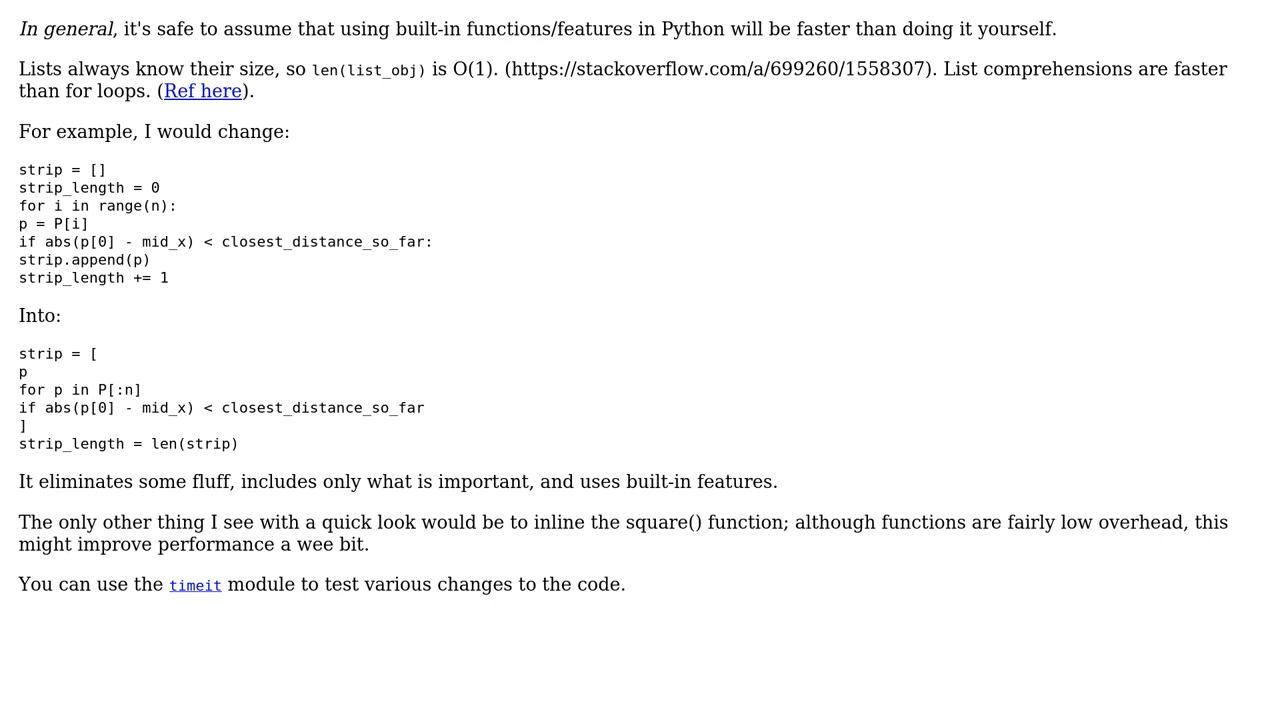 In general, it's safe to assume that using built-in functions/features in Python will be faster than doing it yourself.
Lists always know their size, so len(list_obj) is O(1). (https://stackoverflow.com/a/699260/1558307). List comprehensions are faster
than for loops. (Ref here).
For example, I would change:
strip = []
strip_length = 0
for i in range(n):
p = P[i]
if abs(p[0] - mid_x) < closest_distance_so_far:
strip.append(p)
strip_length += 1
Into:
strip = [
p
for p in P[:n]
if abs(p[0] - mid_x) < closest_distance_so_far
]
strip_length = len(strip)
It eliminates some fluff, includes only what is important, and uses built-in features.
The only other thing I see with a quick look would be to inline the square() function; although functions are fairly low overhead, this
might improve performance a wee bit.
You can use the timeit module to test various changes to the code.